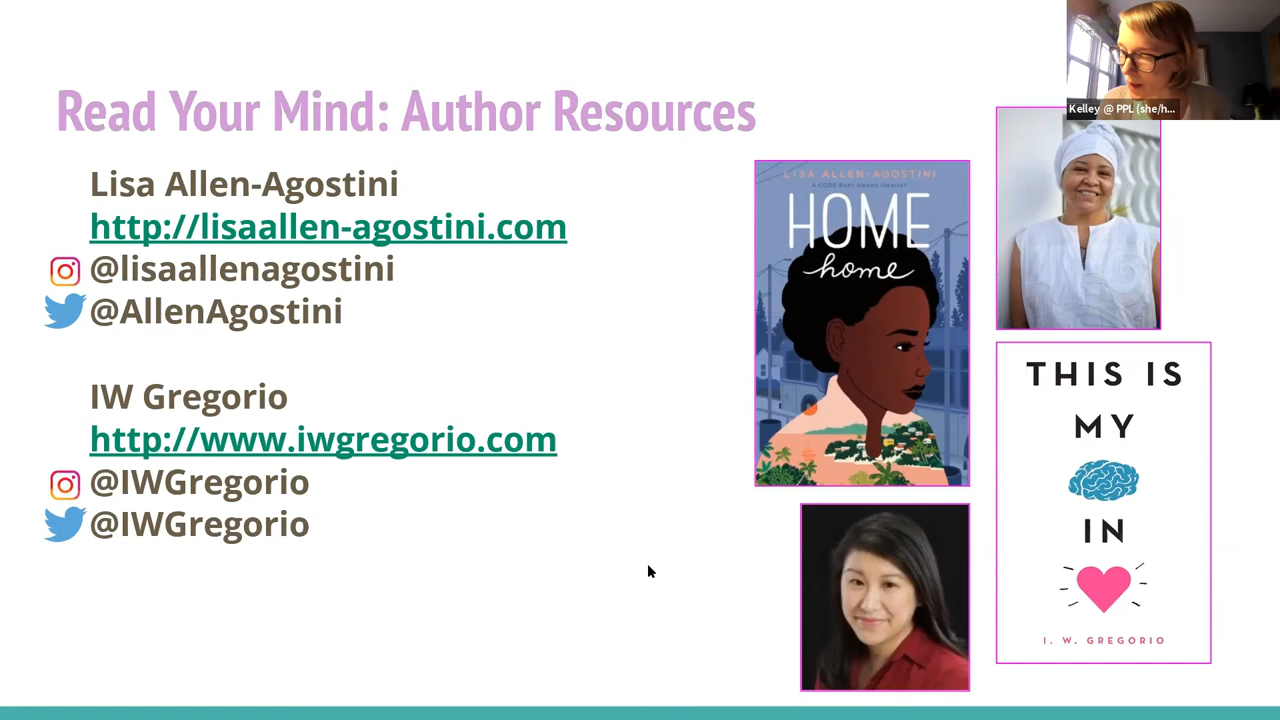 Read Your Mind: Author Resources
Lisa Allen-Agostini
http://lisaallen-agostini.com
@lisaallenagostini
@AllenAgostini
IW Gregorio
http://www.iwgregorio.com
@IWGregorio
@IWGregorio
LISA ALLEN-AGOSTINI
A CODE BURT AWARD FINALIST
HOME
home
Kelley @ PPL (she/h...
THIS IS
MY
IN
I. W. GREGORIO